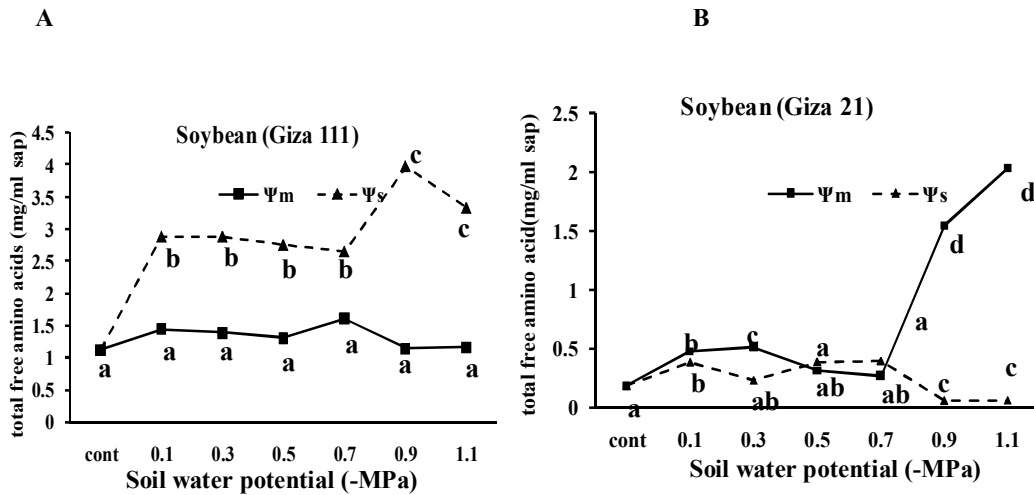 A
B
Soybean (Giza 111)
Ψm
Ψs
total free amino acids (mg/ml sap)
4.5
4
3.5
3
2.5
2
1.5
1
0.5
0
c
c
b
b
b
b
a
a
a
a
a
a
a
cont
0.1
0.3
0.5
0.7
0.9
1.1
Soil water potential (-MPa)
Soybean (Giza 21)
Ψm
Ψs
total free amino acid(mg/ml sap)
2.5
2
1.5
1
0.5
0
d
d
a
b
c
a
c
b
ab
ab
ab
c
a
cont
0.1
0.3
0.5
0.7
0.9
1.1
Soil water potential (-MPa)